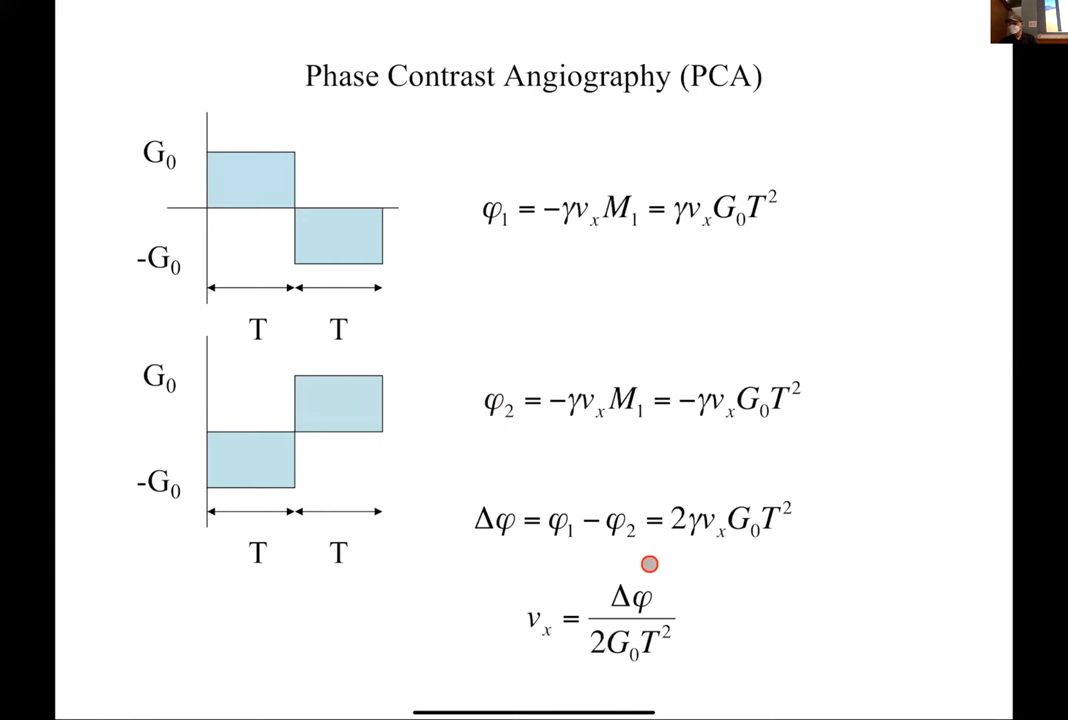 Phase Contrast Angiography (PCA)
G₀
φ₁ = −γvₓM₁ = γvₓG₀T²
-G₀
T T
G₀
φ₂ = −γvₓM₁ = −γvₓG₀T²
-G₀
Δφ = φ₁ − φ₂ = 2γvₓG₀T²
T T
vₓ = Δφ / 2G₀T²